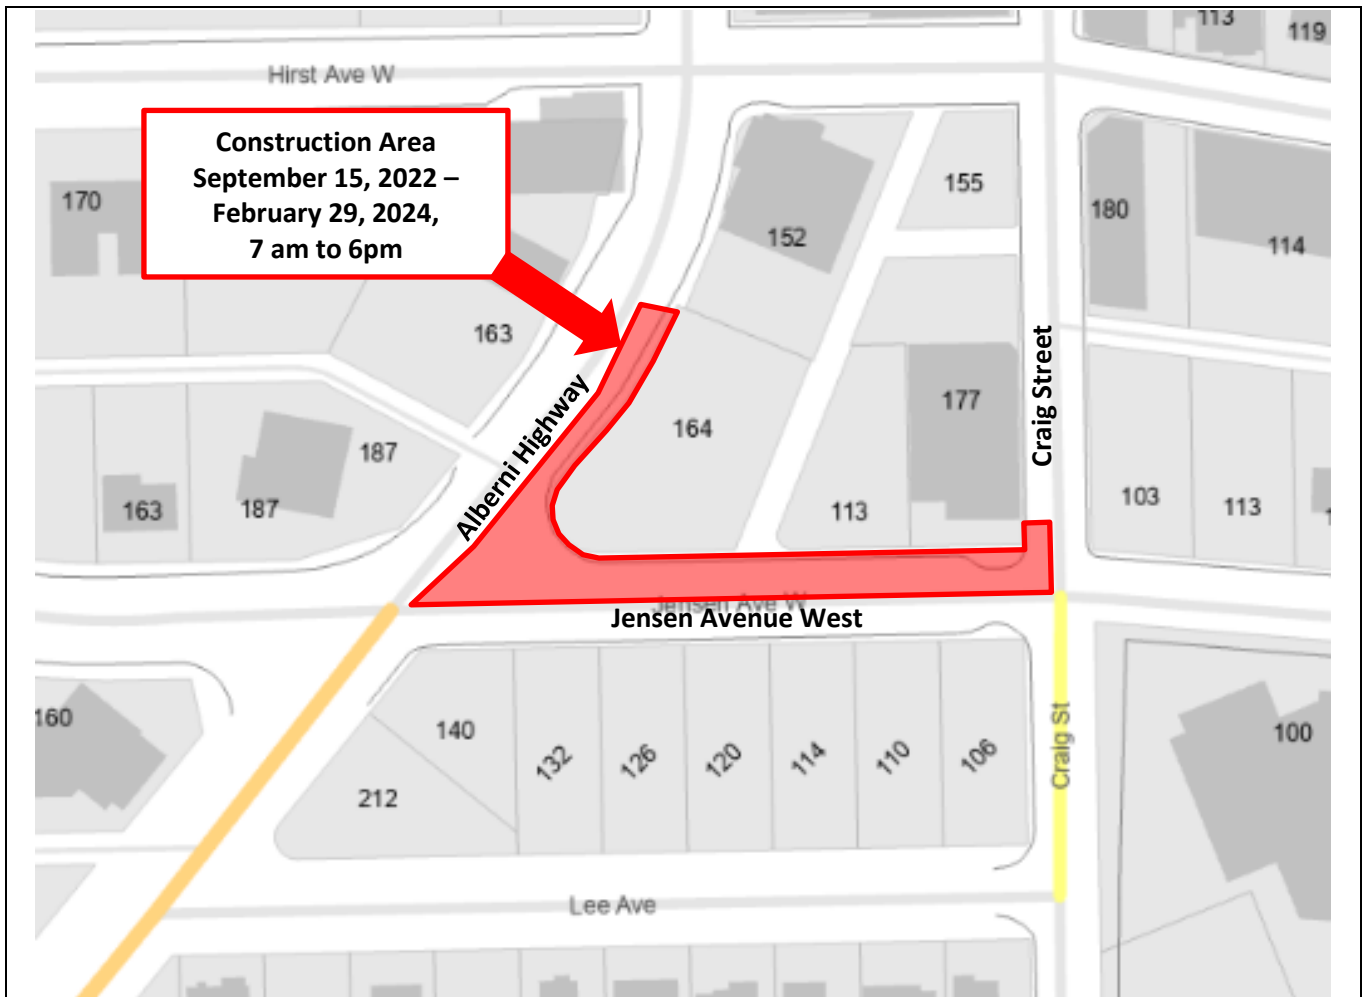 113
119
Hirst Ave W
Construction Area
September 15, 2022 –
February 29, 2024,
7 am to 6pm
170
155
180
152
114
163
Craig Street
Alberni Highway
177
164
187
163
187
113
103
113
Jensen Ave W
Jensen Avenue West
160
140
132
126
120
114
110
106
Craig St
100
212
Lee Ave